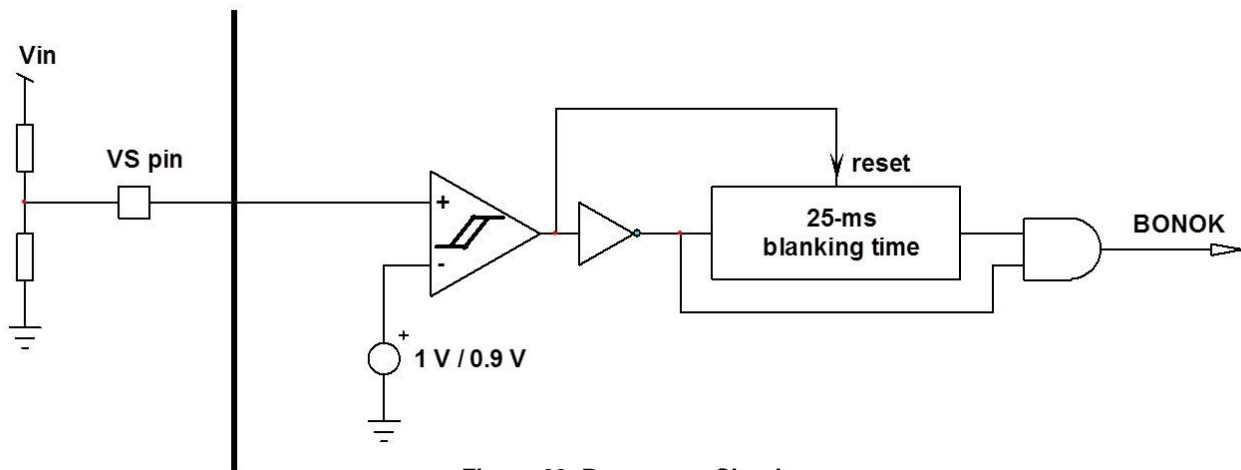 Vin
VS pin
+
-
+
1 V / 0.9 V
reset
25-ms
blanking time
BONOK